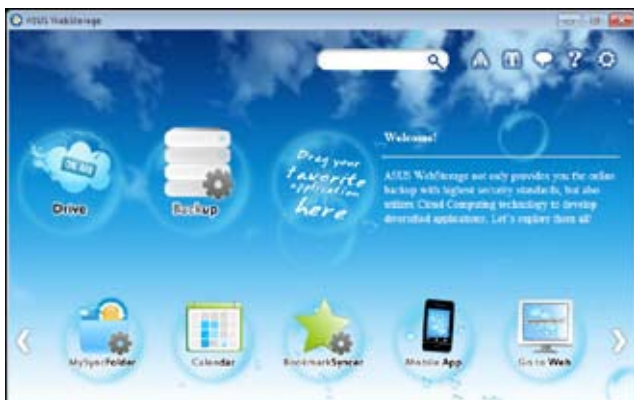 ASUS WebStorage
Welcome!
ASUS WebStorage not only provides you the online
backup with highest security standards, but also
utilizes Cloud Computing technology to develop
diversified applications. Let's explore them all!
ON AIR
Drive
Backup
Drag your
favorite
application
here
MySyncFolder
Calendar
BookmarkSyncer
Mobile App
Go to Web